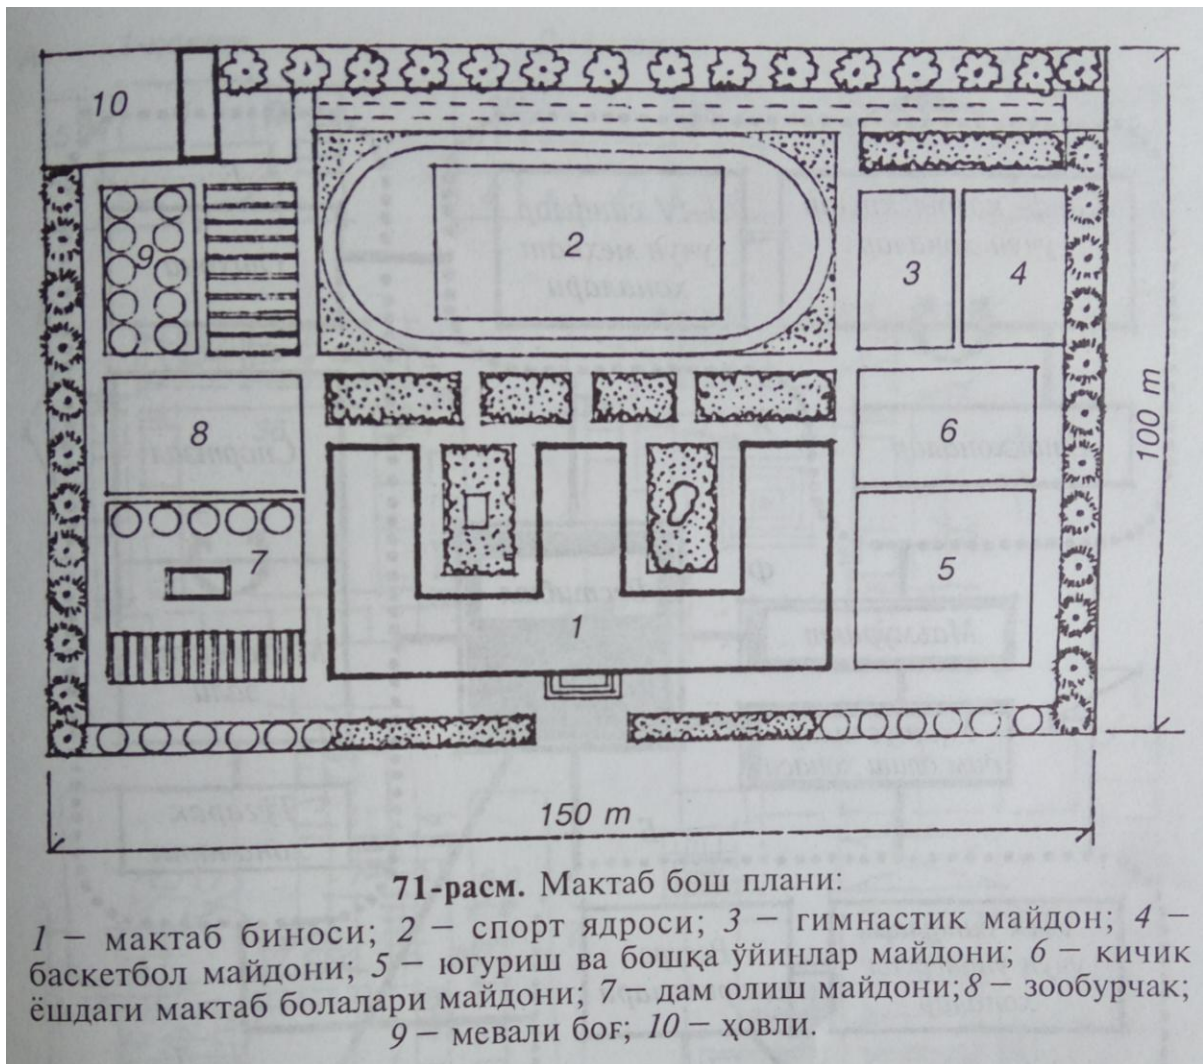 10
2
9
3
4
100 m
8
6
7
5
1
150 m
71-расм. Мактаб бош плани:
1 — мактаб биноси; 2 — спорт ядроси; 3 — гимнастик майдон; 4 —
баскетбол майдони; 5 — югуриш ва бошқа ўйинлар майдони; 6 — кичик
ёшдаги мактаб болалари майдони; 7 — дам олиш майдони; 8 — зообурчак;
9 — мевали боғ; 10 — ҳовли.